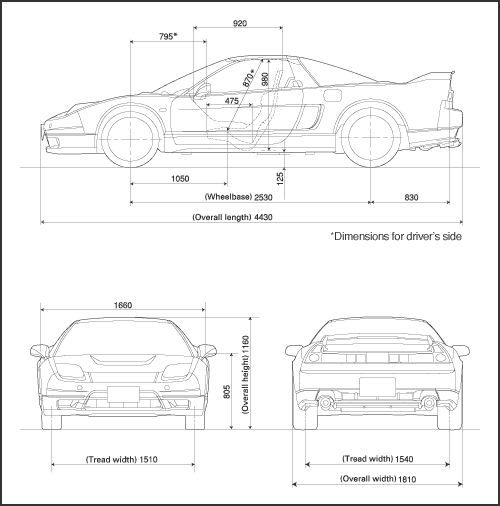 920
795*
870*
980
475
1050
125
(Wheelbase) 2530
830
(Overall length) 4430
*Dimensions for driver's side
1660
(Overall height) 1160
805
(Tread width) 1510
(Tread width) 1540
(Overall width) 1810